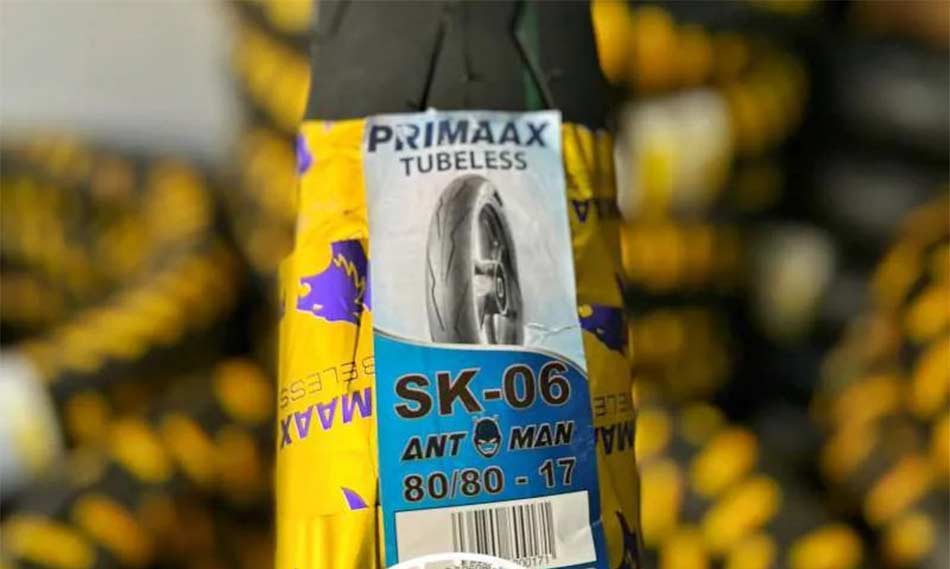 PRIMAAX
TUBELESS
SK-06
ANT MAN
80/80 - 17